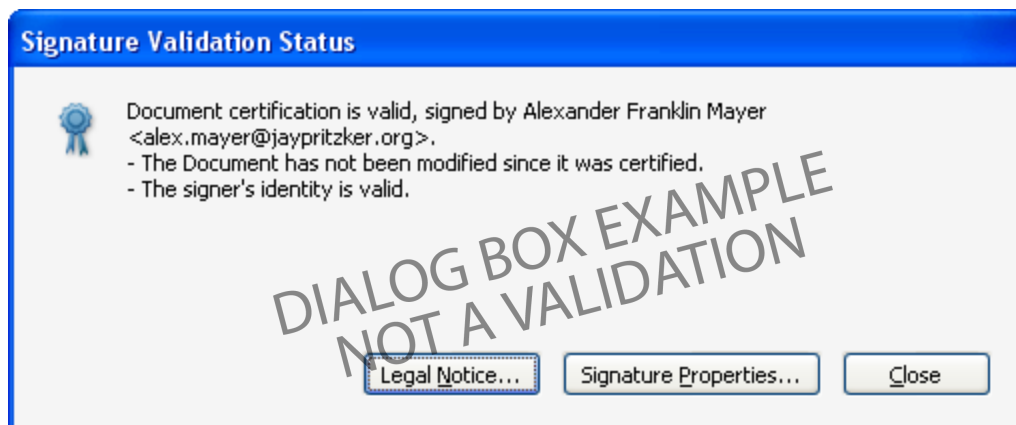 Signature Validation Status
Document certification is valid, signed by Alexander Franklin Mayer
<alex.mayer@jaypritzker.org>.
- The Document has not been modified since it was certified.
- The signer's identity is valid.
DIALOG BOX EXAMPLE
NOT A VALIDATION
Legal Notice...
Signature Properties...
Close